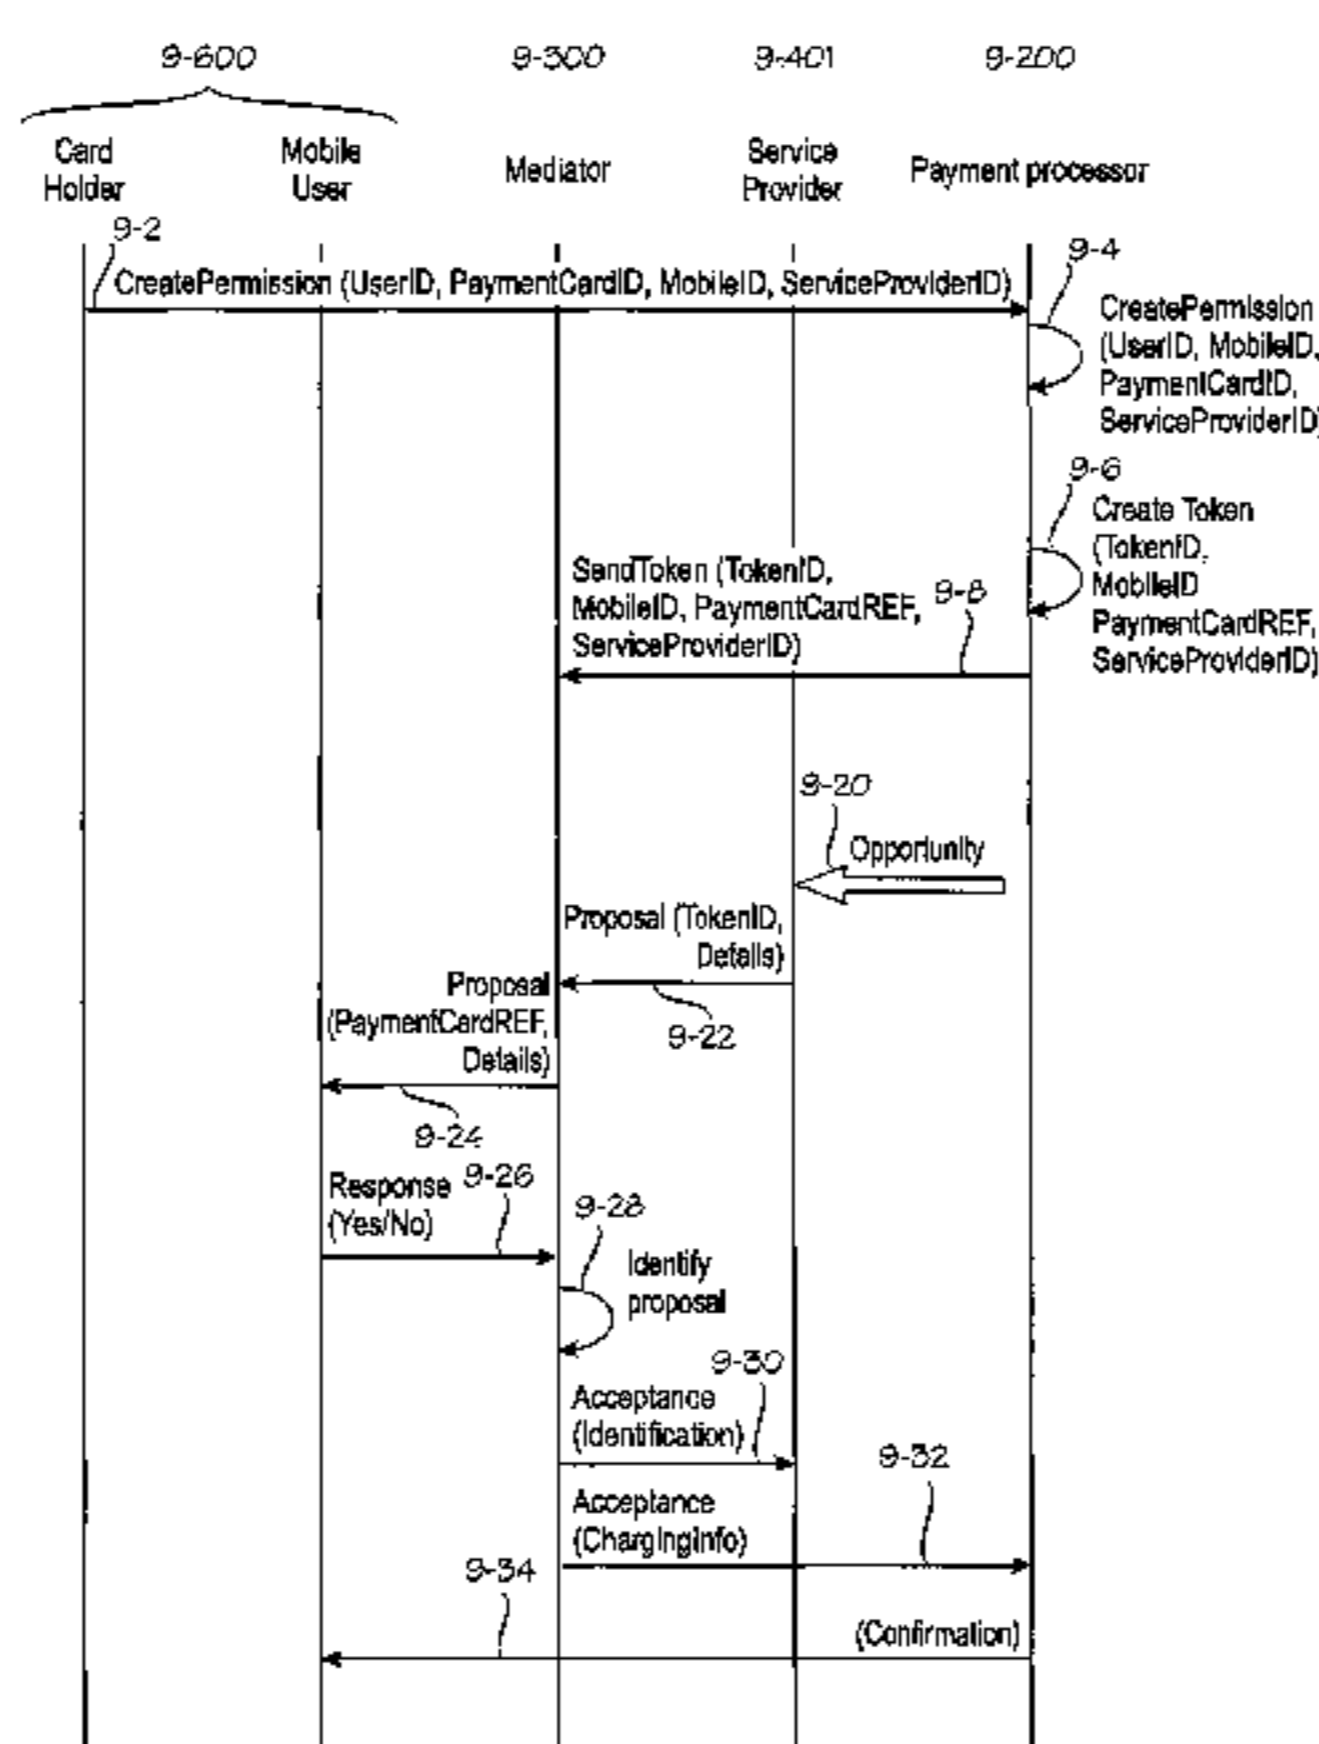 9-600
9-300
9-401
9-200
Card
Holder
Mobile
User
Mediator
Service
Provider
Payment processor
9-2
CreatePermission (UserID, PaymentCardID, MobileID, ServiceProviderID)
9-4
CreatePermission
(UserID, MobileID,
PaymentCardID,
ServiceProviderID)
9-6
Create Token
(TokenID,
MobileID
PaymentCardREF,
ServiceProviderID)
SendToken (TokenID,
MobileID, PaymentCardREF,
ServiceProviderID)
9-8
9-20
Opportunity
Proposal (TokenID,
Details)
9-22
Proposal
(PaymentCardREF,
Details)
9-24
Response
(Yes/No)
9-26
9-28
Identify
proposal
9-30
Acceptance
(Identification)
9-32
Acceptance
(ChargingInfo)
9-34
(Confirmation)